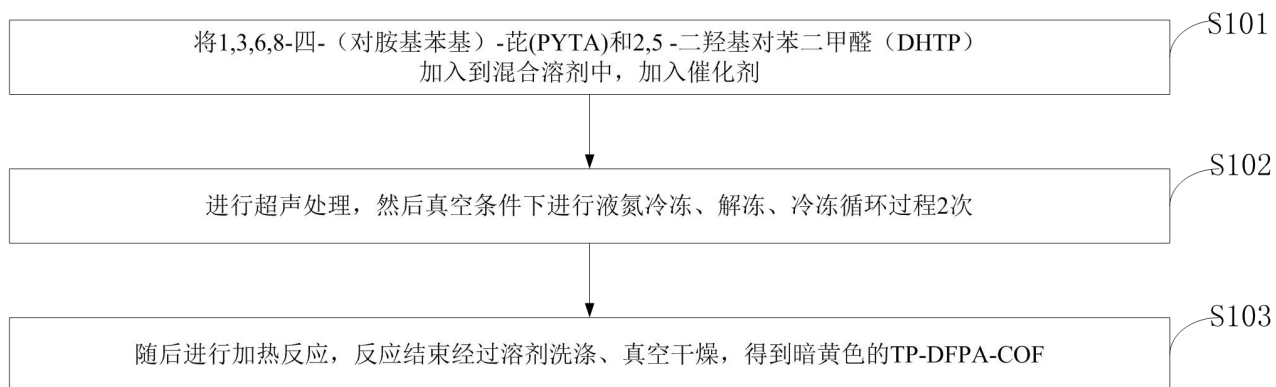 S101
将1,3,6,8-四-（对胺基苯基）-芘(PYTA)和2,5 -二羟基对苯二甲醛（DHTP）
加入到混合溶剂中，加入催化剂
S102
进行超声处理，然后真空条件下进行液氮冷冻、解冻、冷冻循环过程2次
S103
随后进行加热反应，反应结束经过溶剂洗涤、真空干燥，得到暗黄色的TP-DFPA-COF